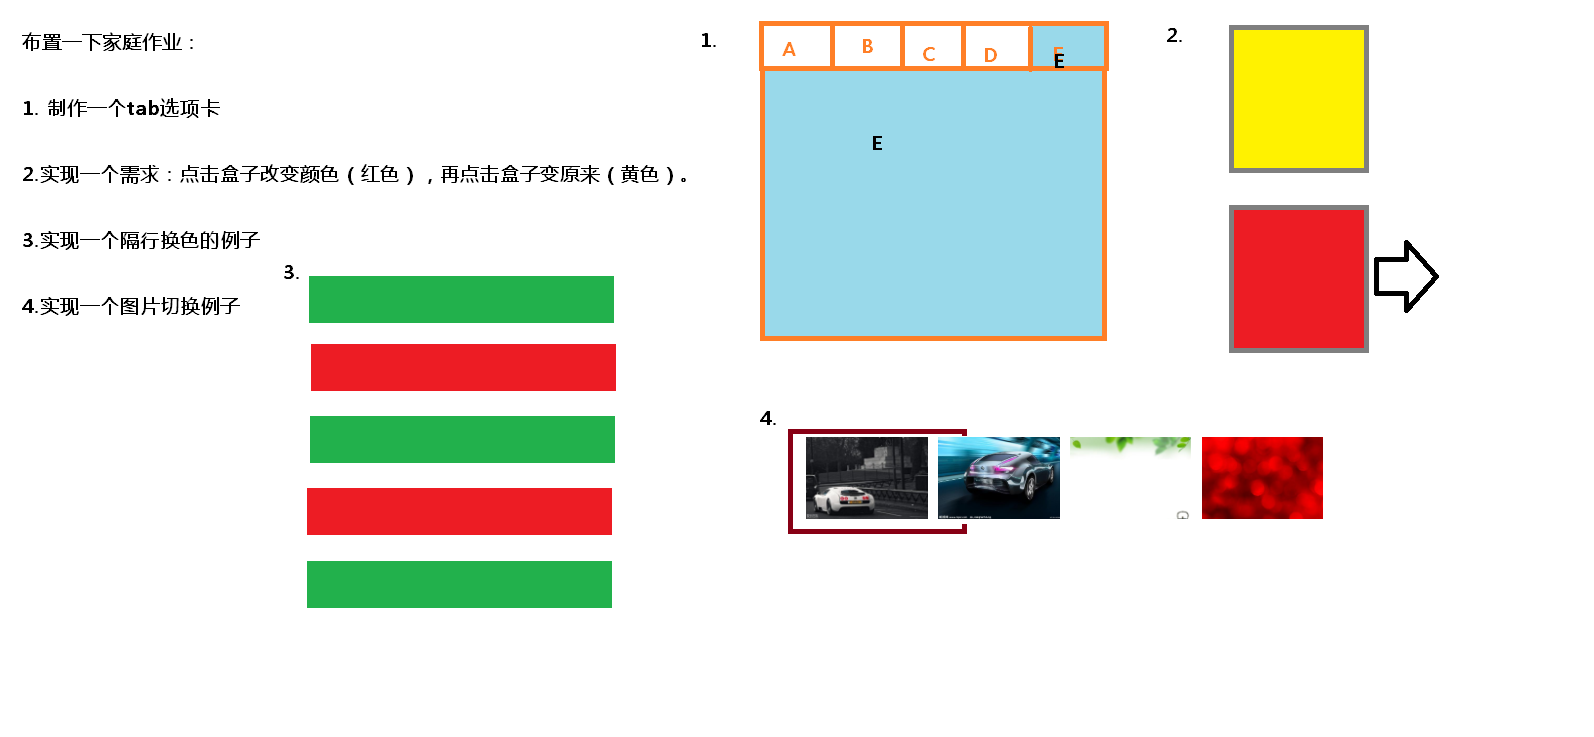 布置一下家庭作业：
1. 制作一个tab选项卡
2.实现一个需求：点击盒子改变颜色（红色），再点击盒子变原来（黄色）。
3.实现一个隔行换色的例子
4.实现一个图片切换例子
1.
A B C D E
E
E
2.
3.
4.